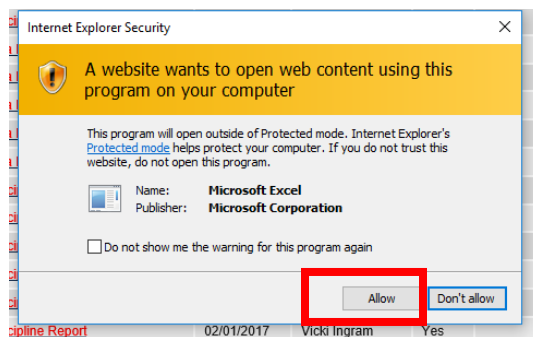 Internet Explorer Security
A website wants to open web content using this
program on your computer
This program will open outside of Protected mode. Internet Explorer's
Protected mode helps protect your computer. If you do not trust this
website, do not open this program.
Name: Microsoft Excel
Publisher: Microsoft Corporation
Do not show me the warning for this program again
Allow Don't allow
cipline Report 02/01/2017 Vicki Ingram Yes